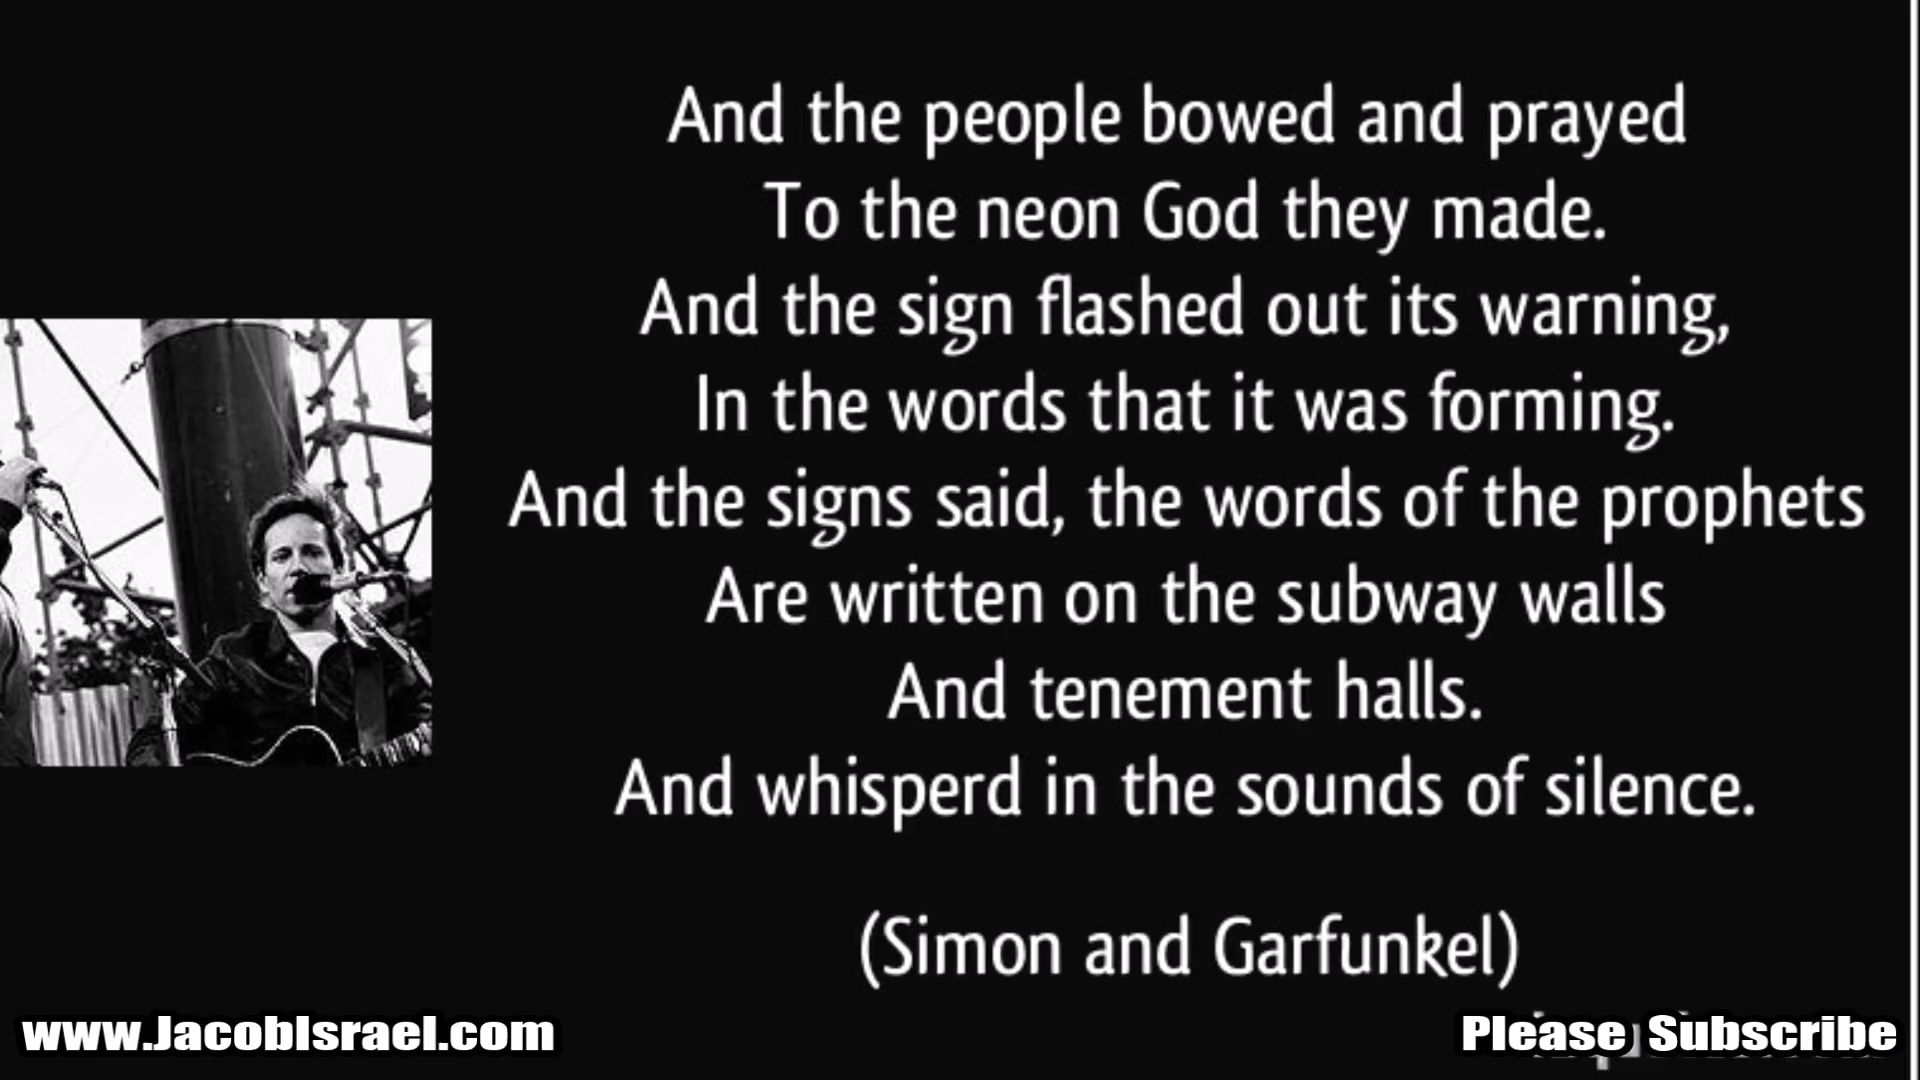 And the people bowed and prayed
To the neon God they made.
And the sign flashed out its warning,
In the words that it was forming.
And the signs said, the words of the prophets
Are written on the subway walls
And tenement halls.
And whisperd in the sounds of silence.
(Simon and Garfunkel)
www.JacobIsrael.com
Please Subscribe